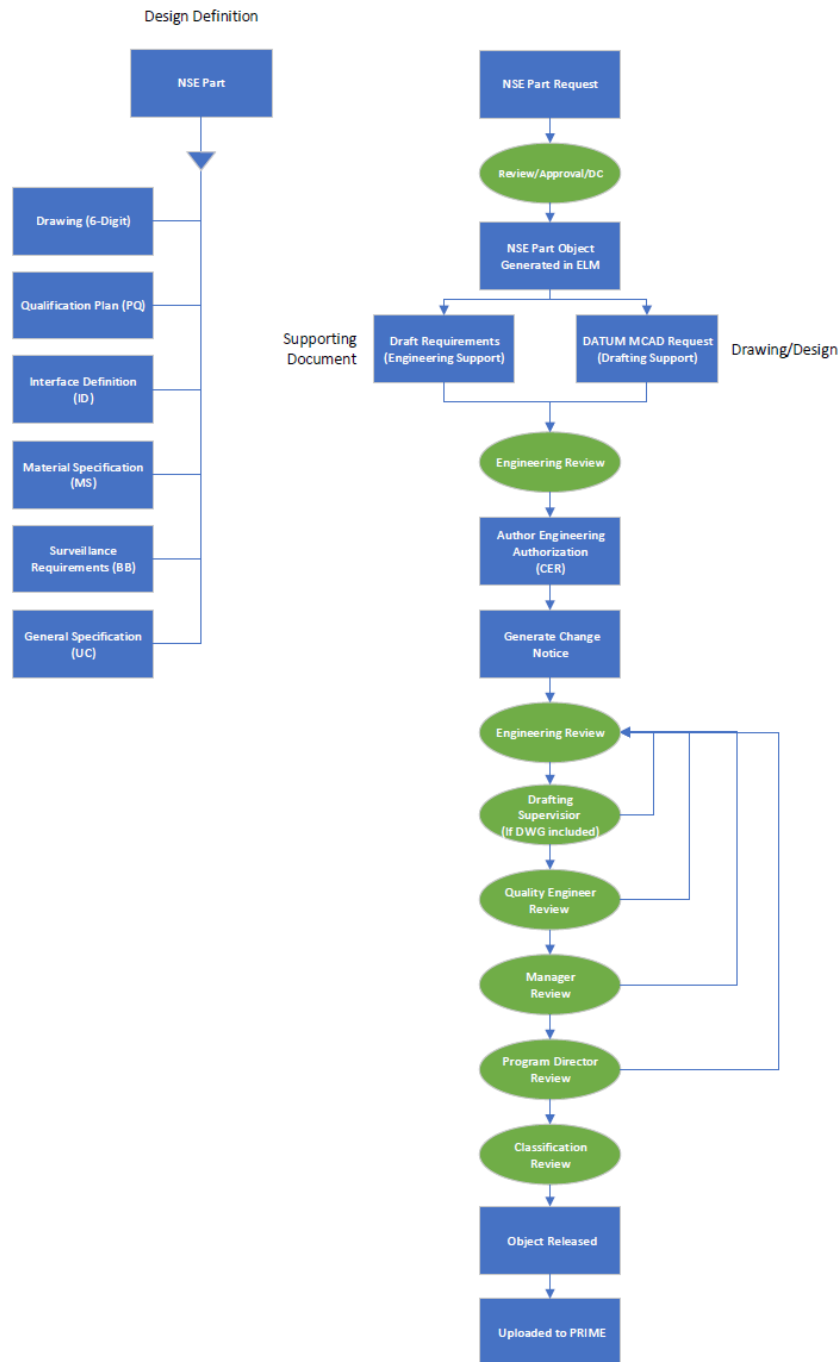 Design Definition
NSE Part
Drawing (6-Digit)
Qualification Plan (PQ)
Interface Definition
(ID)
Material Specification
(MS)
Surveillance
Requirements (BB)
General Specification
(UC)
NSE Part Request
Review/Approval/DC
NSE Part Object
Generated in ELM
Supporting
Document
Draft Requirements
(Engineering Support)
DATUM MCAD Request
(Drafting Support)
Drawing/Design
Engineering Review
Author Engineering
Authorization
(CER)
Generate Change
Notice
Engineering Review
Drafting
Supervisior
(If DWG included)
Quality Engineer
Review
Manager
Review
Program Director
Review
Classification
Review
Object Released
Uploaded to PRIME